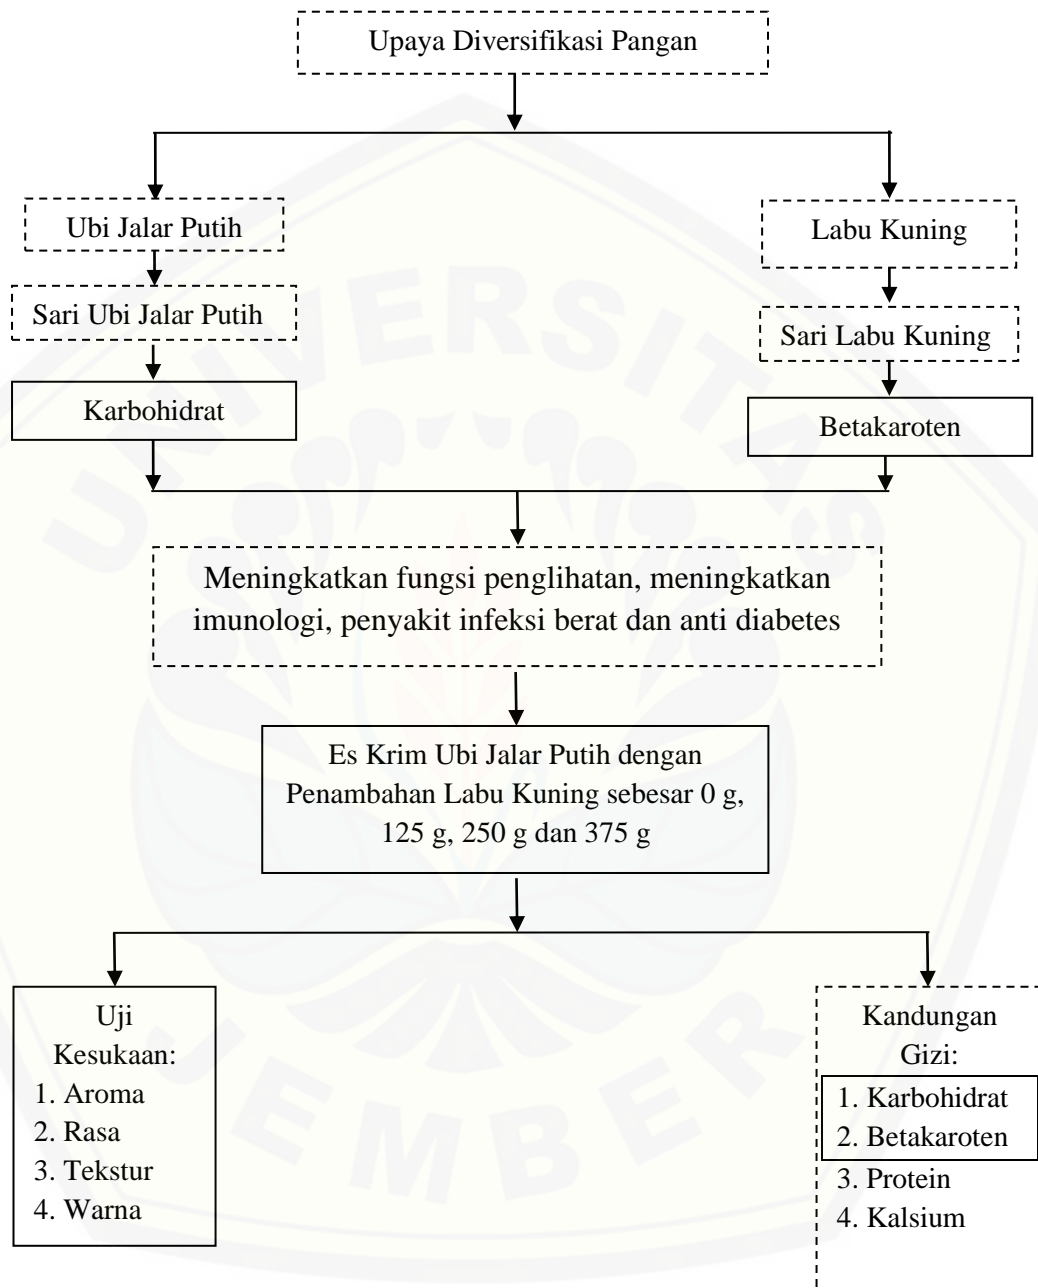 Upaya Diversifikasi Pangan
Ubi Jalar Putih
Labu Kuning
Sari Ubi Jalar Putih
Sari Labu Kuning
Karbohidrat
Betakaroten
Meningkatkan fungsi penglihatan, meningkatkan
imunologi, penyakit infeksi berat dan anti diabetes
Es Krim Ubi Jalar Putih dengan
Penambahan Labu Kuning sebesar 0 g,
125 g, 250 g dan 375 g
Uji
Kesukaan:
1. Aroma
2. Rasa
3. Tekstur
4. Warna
Kandungan
Gizi:
1. Karbohidrat
2. Betakaroten
3. Protein
4. Kalsium
UNIVERSITAS
JEMBER